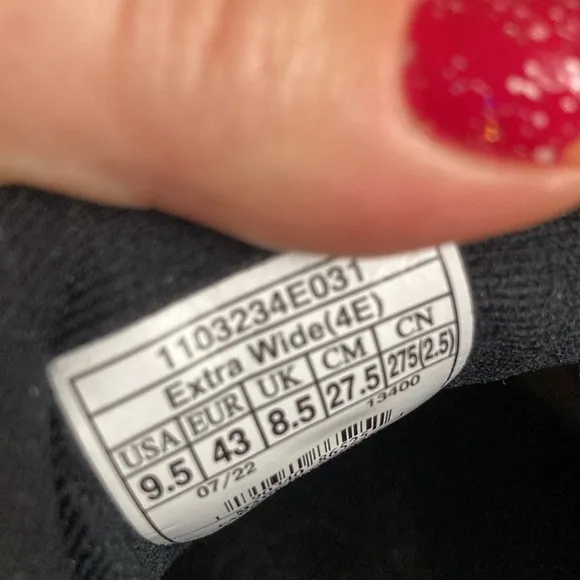 1103234E031
Extra Wide(4E)
USA EUR UK CM CN
9.5 43 8.5 27.5 275(2.5)
07/22 13400